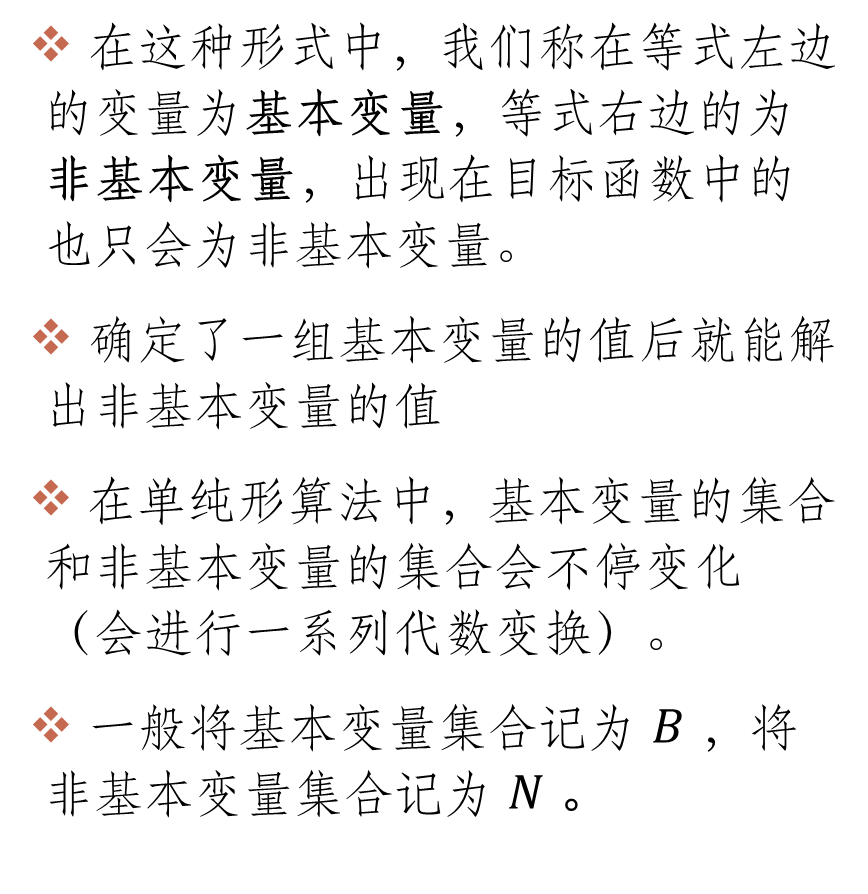 ❖ 在这种形式中，我们称在等式左边
的变量为基本变量，等式右边的为
非基本变量，出现在目标函数中的
也只会为非基本变量。
❖ 确定了一组基本变量的值后就能解
出非基本变量的值
❖ 在单纯形算法中，基本变量的集合
和非基本变量的集合会不停变化
（会进行一系列代数变换）。
❖ 一般将基本变量集合记为 B ，将
非基本变量集合记为 N 。